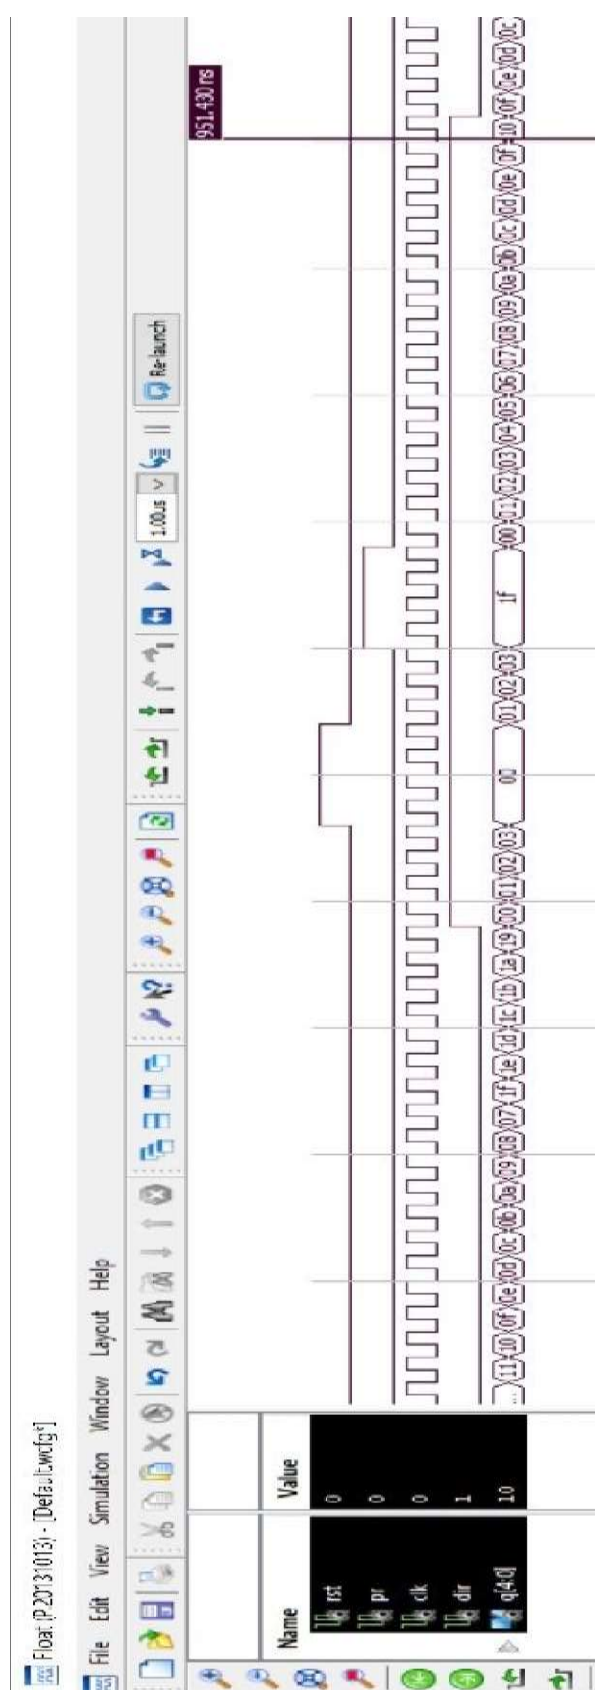 Float (P.20131013) - [Default.wcfg*]
File Edit View Simulation Window Layout Help
1.00us Re-launch
951.430 ns
Name Value
rst 0
pr 0
clk 0
dir 1
q[4:0] 10
... 11 10 0f 0e 0d 0c 0b 0a 09 08 07 1f 1e 1d 1c 1b 1a 19 00 01 02 03 00 01 02 03 1f 00 01 02 03 04 05 06 07 08 09 0a 0b 0c 0d 0e 0f 10 0f 0e 0d 0c